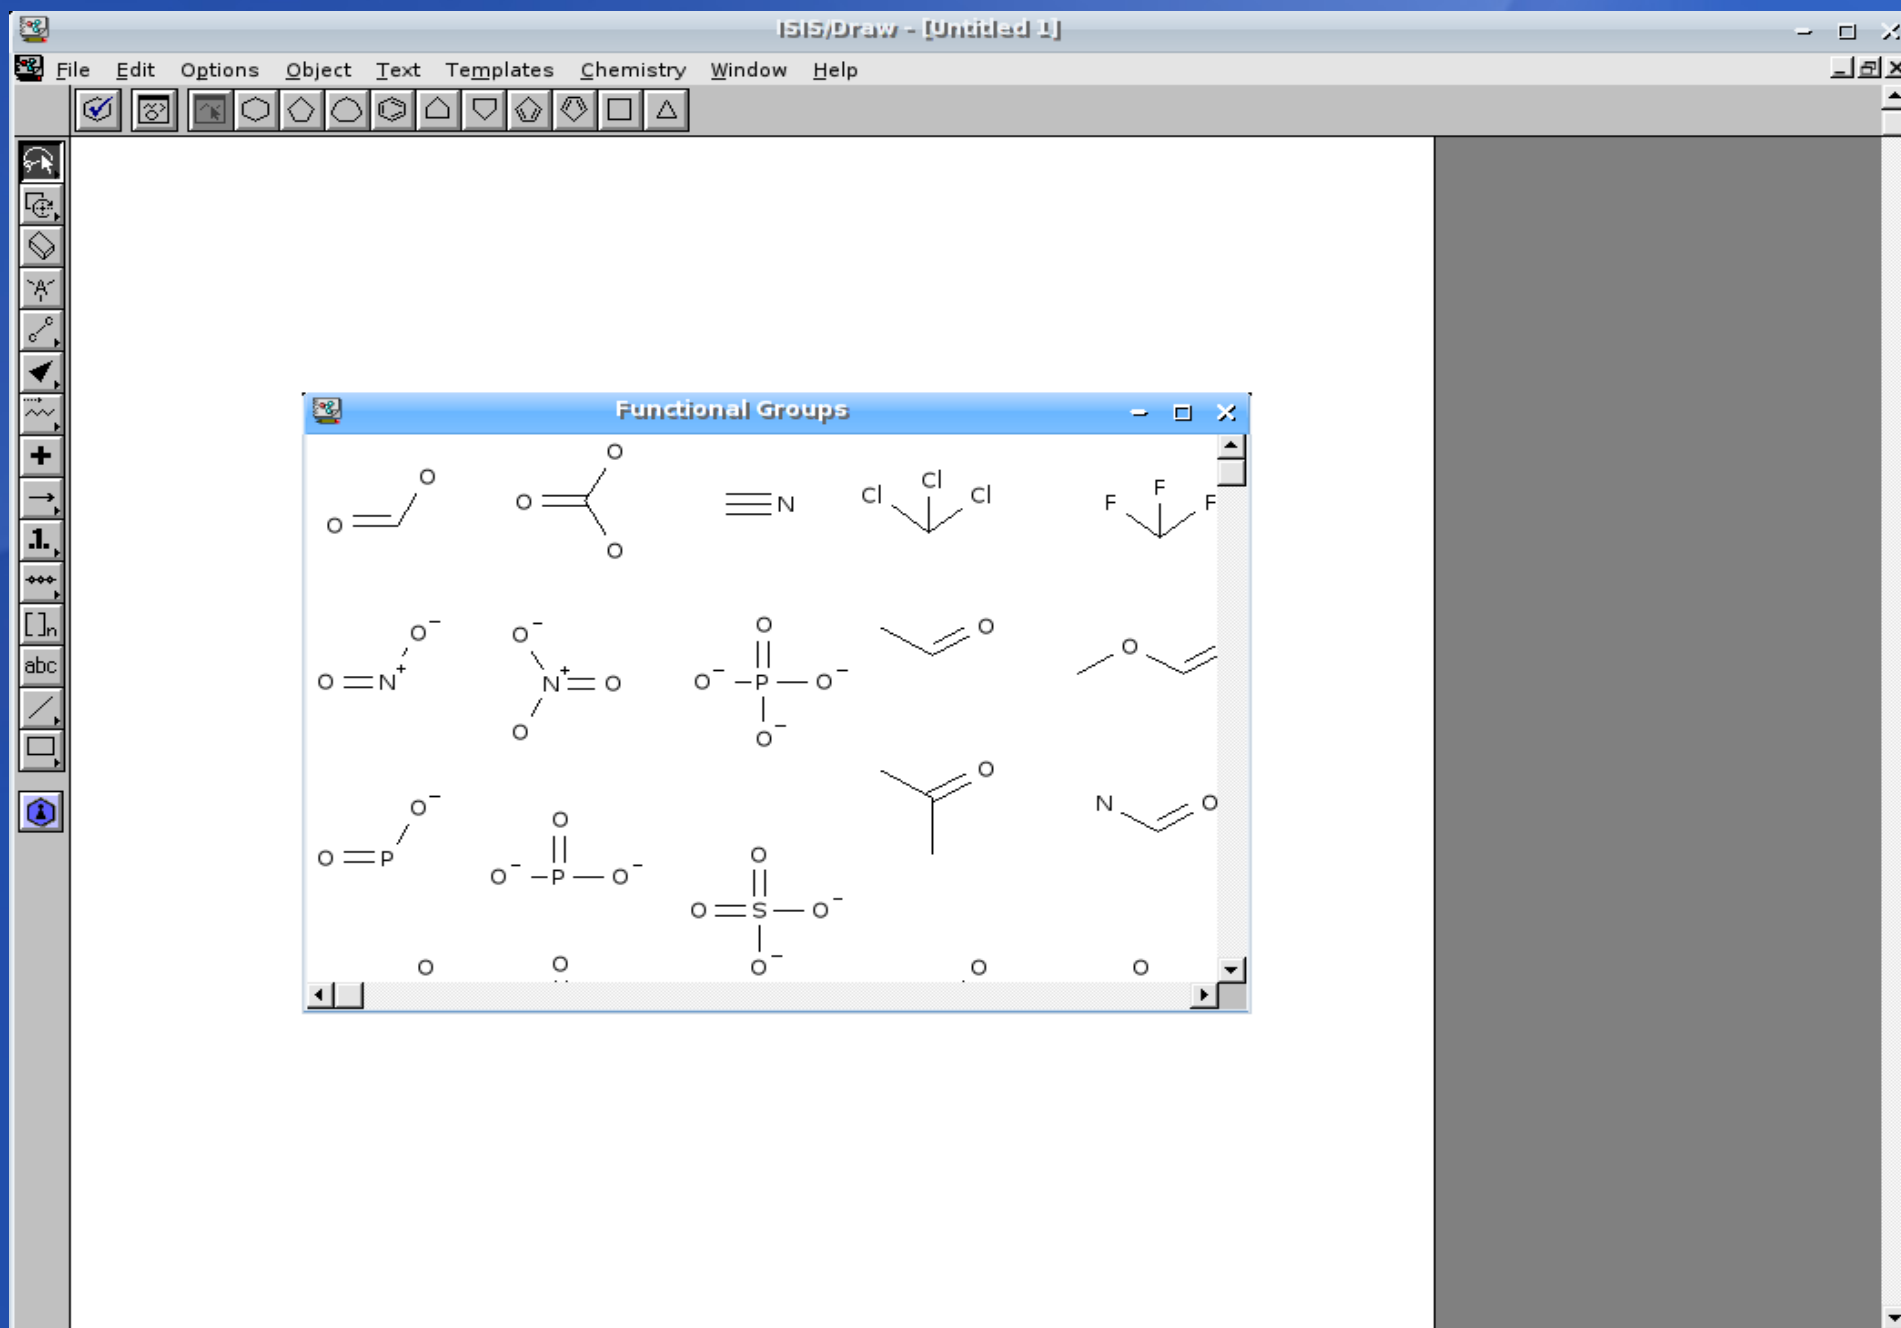 ISIS/Draw - [Untitled 1]
File Edit Options Object Text Templates Chemistry Window Help
Functional Groups
O
O
O
O
O
N
Cl Cl Cl
F F F
O−
O N+
O−
N+ O
O
O
O− P O−
O−
O
O
O
N O
O−
O P
O
O− P O−
O
O S O−
O−
O O O O
.1.
[ ]n
abc